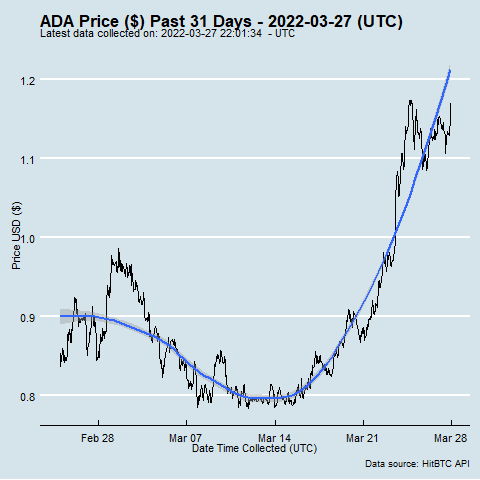 ADA Price ($) Past 31 Days - 2022-03-27 (UTC)
Latest data collected on: 2022-03-27 22:01:34 - UTC
1.2
1.1
1.0
0.9
0.8
Price USD ($)
Feb 28 Mar 07 Mar 14 Mar 21 Mar 28
Date Time Collected (UTC)
Data source: HitBTC API